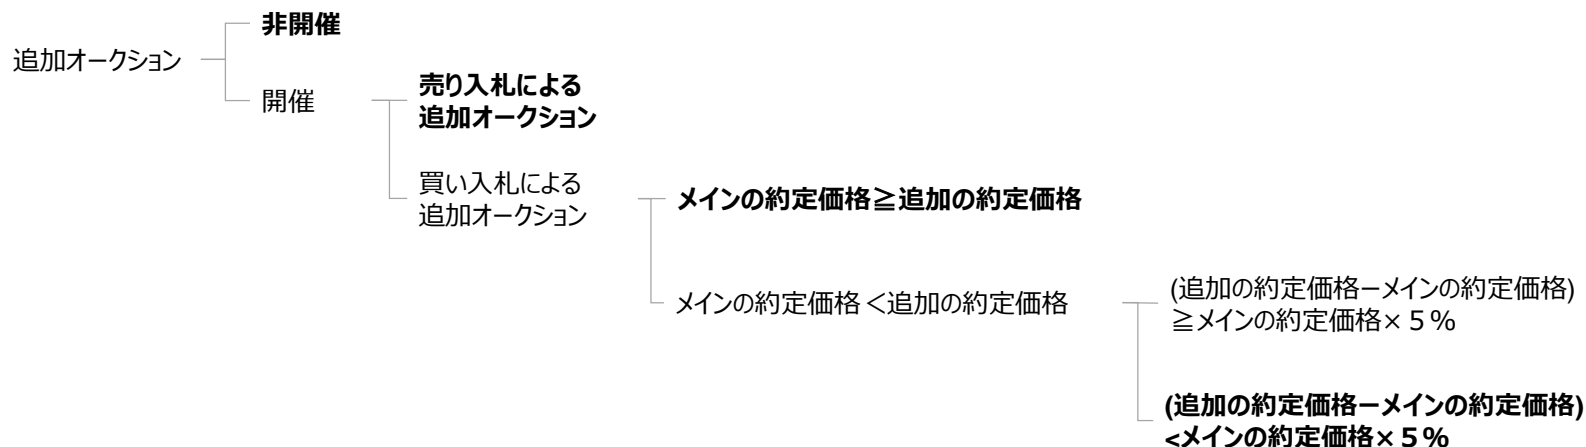 非開催
追加オークション
開催
売り入札による
追加オークション
買い入札による
追加オークション
メインの約定価格≧追加の約定価格
メインの約定価格<追加の約定価格
(追加の約定価格ーメインの約定価格)
≧メインの約定価格×5%
(追加の約定価格ーメインの約定価格)
<メインの約定価格×5%